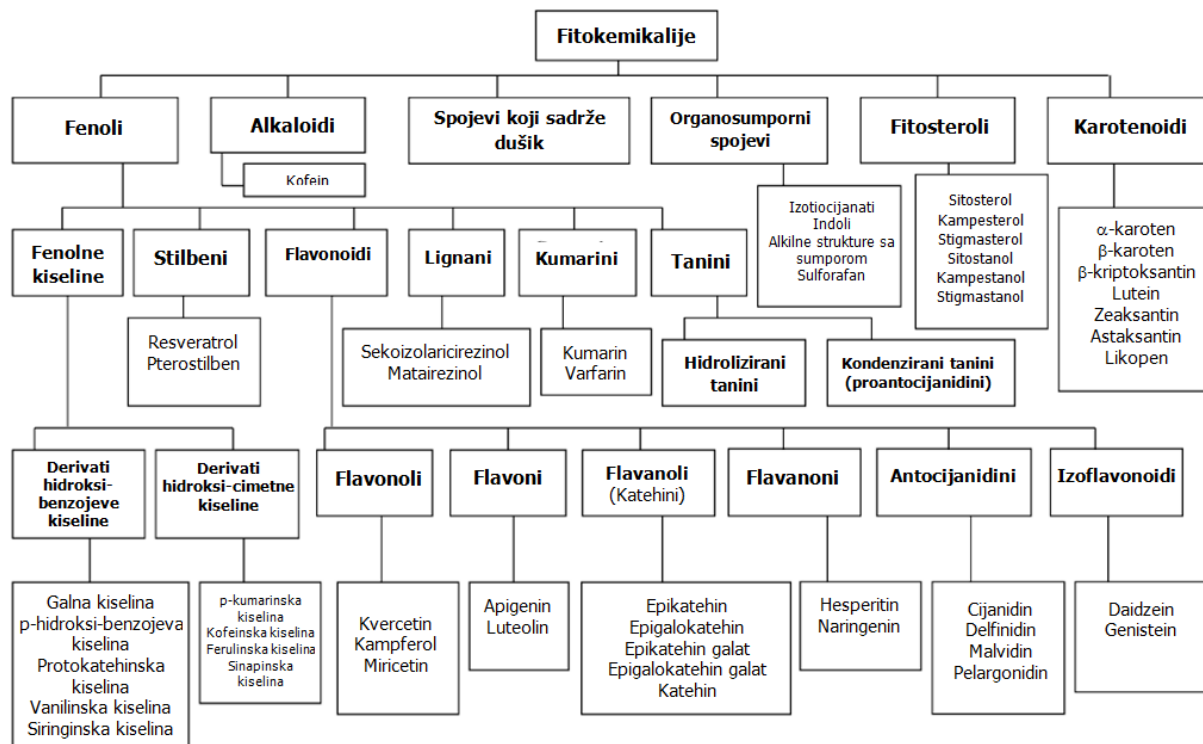 Fitokemikalije
Fenoli
Alkaloidi
Spojevi koji sadrže
dušik
Organosumporni
spojevi
Fitosteroli
Karotenoidi
Kofein
Izotiocijanati
Indoli
Alkilne strukture sa
sumporom
Sulforafan
Sitosterol
Kampesterol
Stigmasterol
Sitostanol
Kampestanol
Stigmastanol
α-karoten
β-karoten
β-kriptoksantin
Lutein
Zeaksantin
Astaksantin
Likopen
Fenolne
kiseline
Stilbeni
Flavonoidi
Lignani
Kumarini
Tanini
Resveratrol
Pterostilben
Sekoizolaricirezinol
Matairezinol
Kumarin
Varfarin
Hidrolizirani
tanini
Kondenzirani tanini
(proantocijanidini)
Derivati
hidroksi-
benzojeve
kiseline
Derivati
hidroksi-cimetne
kiseline
Flavonoli
Flavoni
Flavanoli
(Katehini)
Flavanoni
Antocijanidini
Izoflavonoidi
Galna kiselina
p-hidroksi-benzojeva
kiselina
Protokatehinska
kiselina
Vanilinska kiselina
Siringinska kiselina
p-kumarinska
kiselina
Kofeinska kiselina
Ferulinska kiselina
Sinapinska
kiselina
Kvercetin
Kampferol
Miricetin
Apigenin
Luteolin
Epikatehin
Epigalokatehin
Epikatehin galat
Epigalokatehin galat
Katehin
Hesperitin
Naringenin
Cijanidin
Delfinidin
Malvidin
Pelargonidin
Daidzein
Genistein